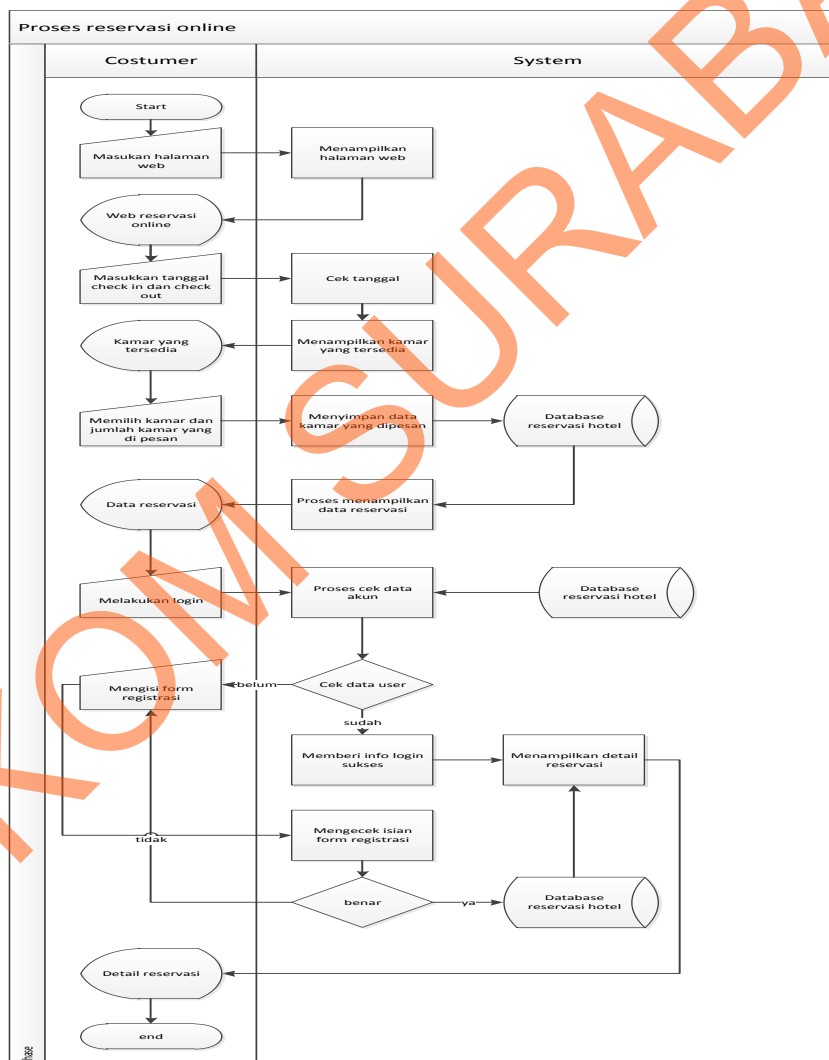 Proses reservasi online
Costumer
System
Start
Masukan halaman
web
Menampilkan
halaman web
Web reservasi
online
Masukkan tanggal
check in dan check
out
Cek tanggal
Kamar yang
tersedia
Menampilkan kamar
yang tersedia
Memilih kamar dan
jumlah kamar yang
di pesan
Menyimpan data
kamar yang dipesan
Database
reservasi hotel
Data reservasi
Proses menampilkan
data reservasi
Melakukan login
Proses cek data
akun
Database
reservasi hotel
Mengisi form
registrasi
belum
Cek data user
sudah
Memberi info login
sukses
Menampilkan detail
reservasi
tidak
Mengecek isian
form registrasi
benar
ya
Database
reservasi hotel
Detail reservasi
end
KOM SURABA